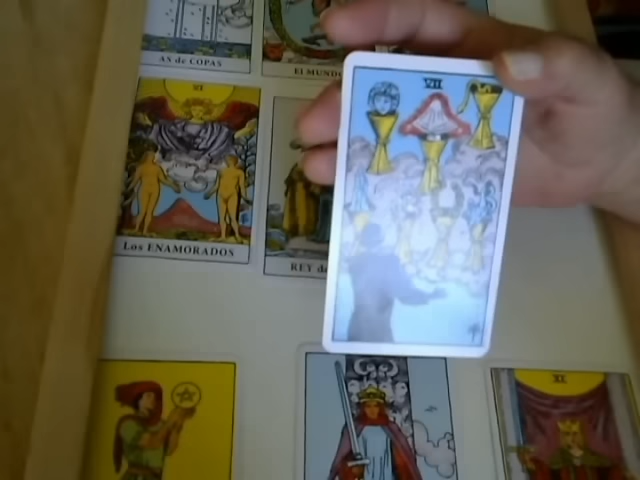 AS de COPAS
EL MUNDO
VI
VII
Los ENAMORADOS
REY de
XI